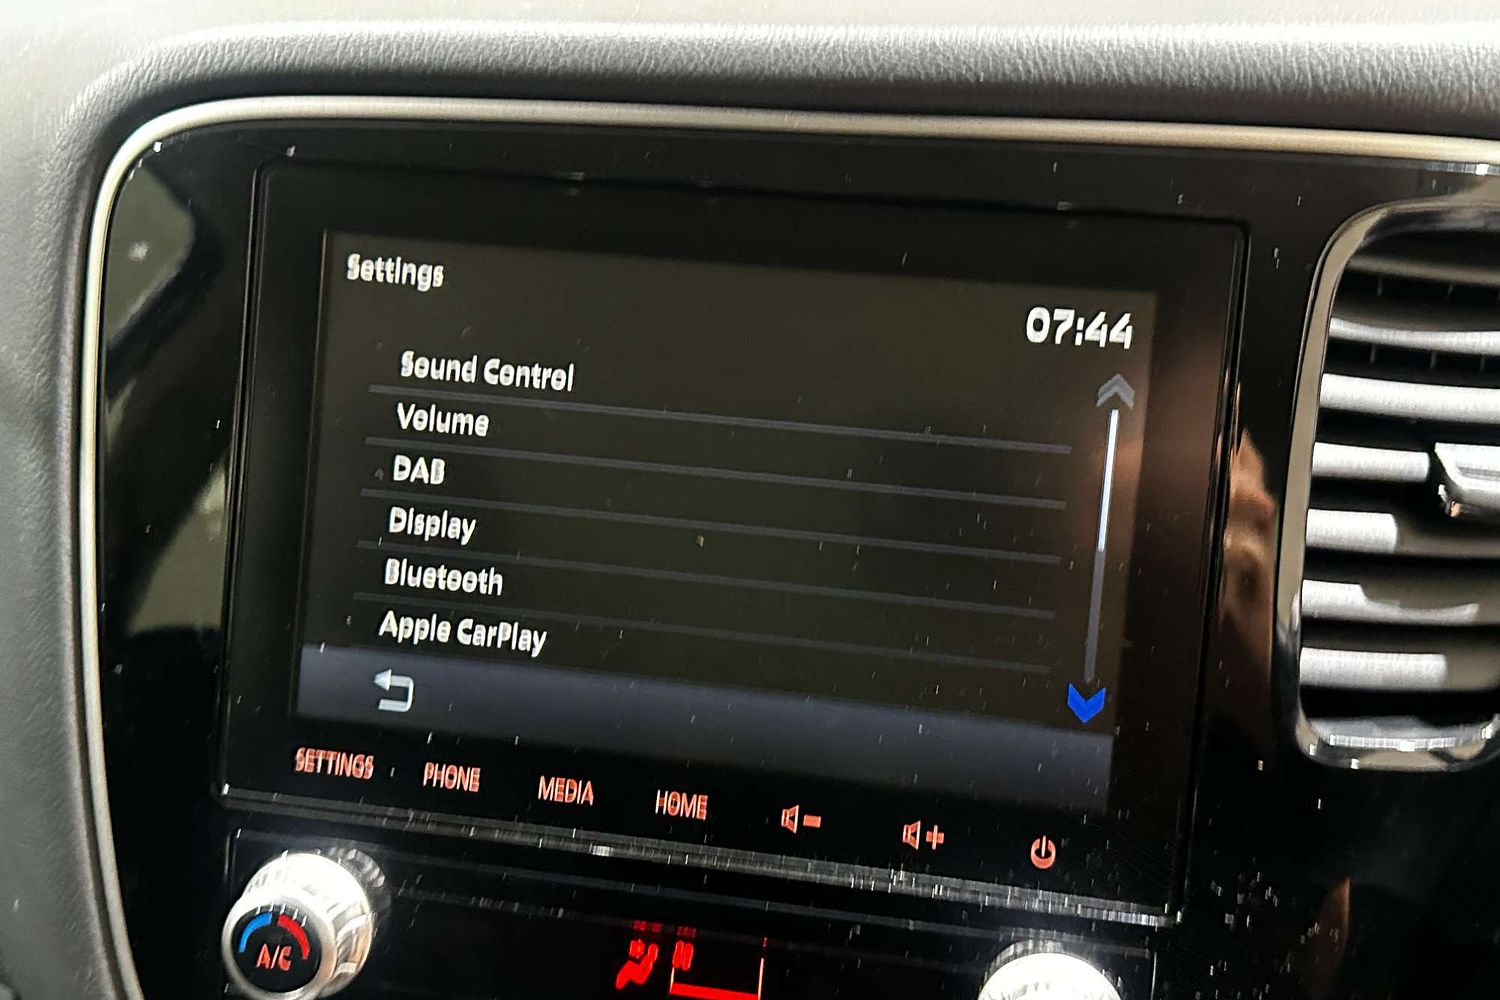 Settings
07:44
Sound Control
Volume
DAB
Display
Bluetooth
Apple CarPlay
SETTINGS PHONE MEDIA HOME
A/C